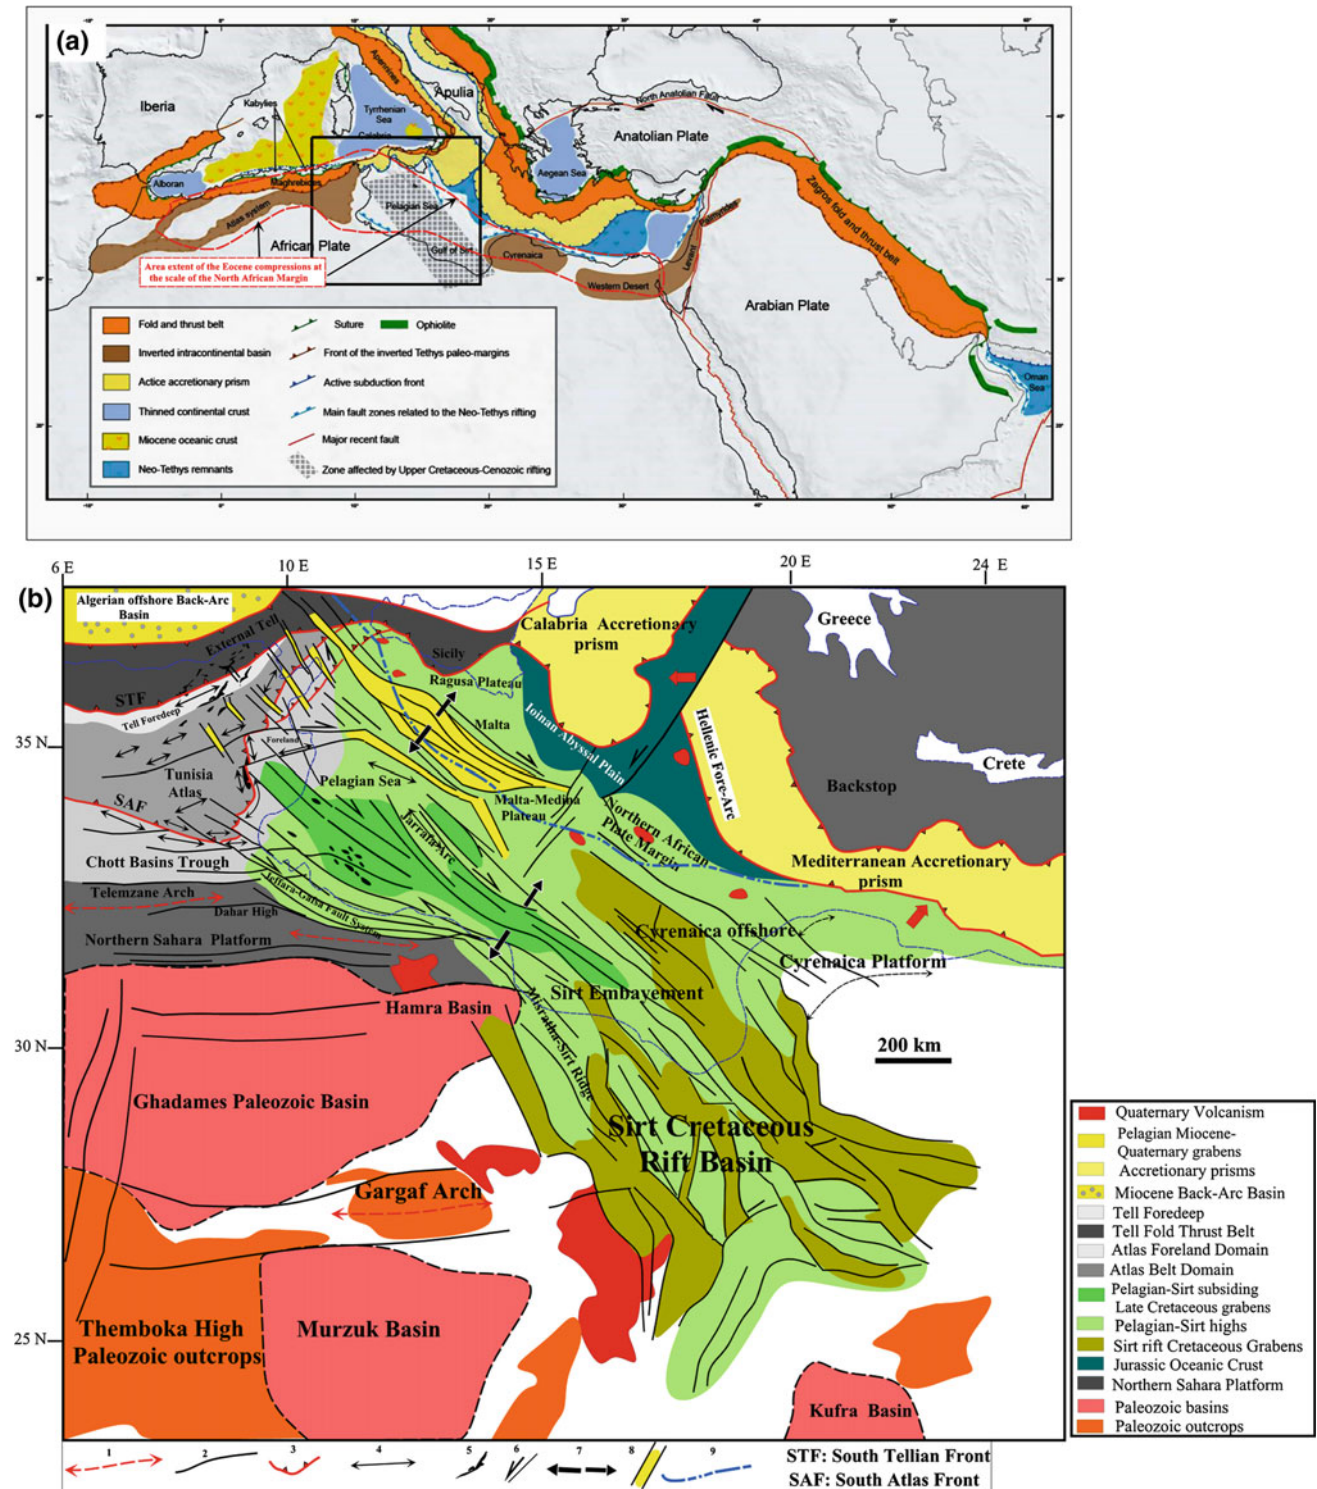 (a)
Iberia
Kabylies
Apennines
Apulia
Tyrrhenian
Sea
Calabria
North Anatolian Fault
Anatolian Plate
Aegean Sea
Alboran
Maghrebides
Atlas system
African Plate
Pelagian Sea
Gulf of Sirt
Cyrenaica
Western Desert
Levant
Palmyrides
Zagros fold and thrust belt
Arabian Plate
Oman
Sea
Area extent of the Eocene compressions at
the scale of the North African Margin
Fold and thrust belt
Suture
Ophiolite
Inverted intracontinental basin
Front of the inverted Tethys paleo-margins
Actice accretionary prism
Active subduction front
Thinned continental crust
Main fault zones related to the Neo-Tethys rifting
Miocene oceanic crust
Major recent fault
Neo-Tethys remnants
Zone affected by Upper Cretaceous-Cenozoic rifting
6 E
10 E
15 E
20 E
24 E
(b)
Algerian offshore Back-Arc
Basin
External Tell
STF
Tell Foredeep
Sicily
Ragusa Plateau
Calabria Accretionary
prism
Greece
Malta
Ioinan Abyssal Plain
Hellenic Fore-Arc
Backstop
Crete
35 N
Foreland
Tunisia
Atlas
Pelagian Sea
SAF
Malta-Medina
Plateau
Jarrafa Arc
Northern African
Plate Margin
Mediterranean Accretionary
prism
Chott Basins Trough
Telemzane Arch
Jeffara-Gafsa Fault System
Dahar High
Northern Sahara Platform
Cyrenaica offshore
Cyrenaica Platform
Sirt Embayement
Hamra Basin
Misratha-Sirt Ridge
30 N
200 km
Ghadames Paleozoic Basin
Sirt Cretaceous
Rift Basin
Gargaf Arch
Themboka High
Paleozoic outcrops
Murzuk Basin
25 N
Kufra Basin
Quaternary Volcanism
Pelagian Miocene-
Quaternary grabens
Accretionary prisms
Miocene Back-Arc Basin
Tell Foredeep
Tell Fold Thrust Belt
Atlas Foreland Domain
Atlas Belt Domain
Pelagian-Sirt subsiding
Late Cretaceous grabens
Pelagian-Sirt highs
Sirt rift Cretaceous Grabens
Jurassic Oceanic Crust
Northern Sahara Platform
Paleozoic basins
Paleozoic outcrops
1 2 3 4 5 6 7 8 9
STF: South Tellian Front
SAF: South Atlas Front